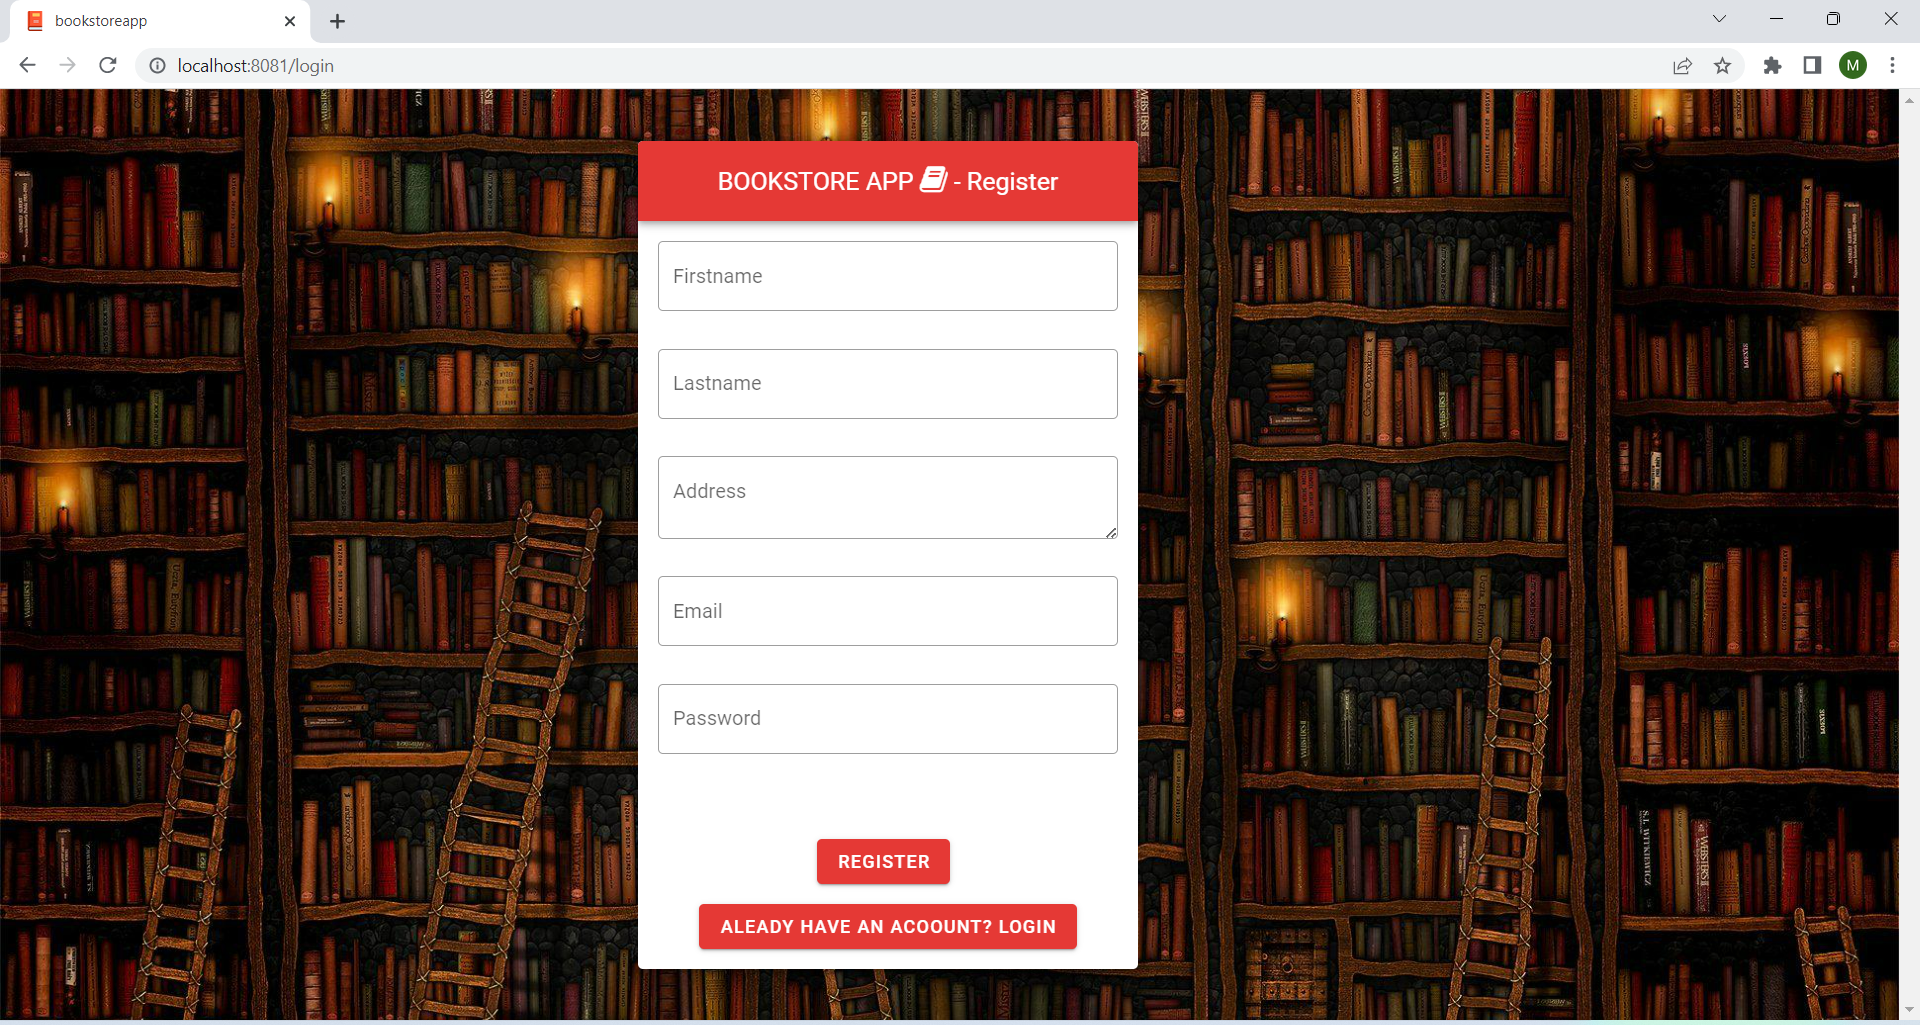 bookstoreapp
localhost:8081/login
M
BOOKSTORE APP - Register
Firstname
Lastname
Address
Email
Password
REGISTER
ALEADY HAVE AN ACOOUNT? LOGIN